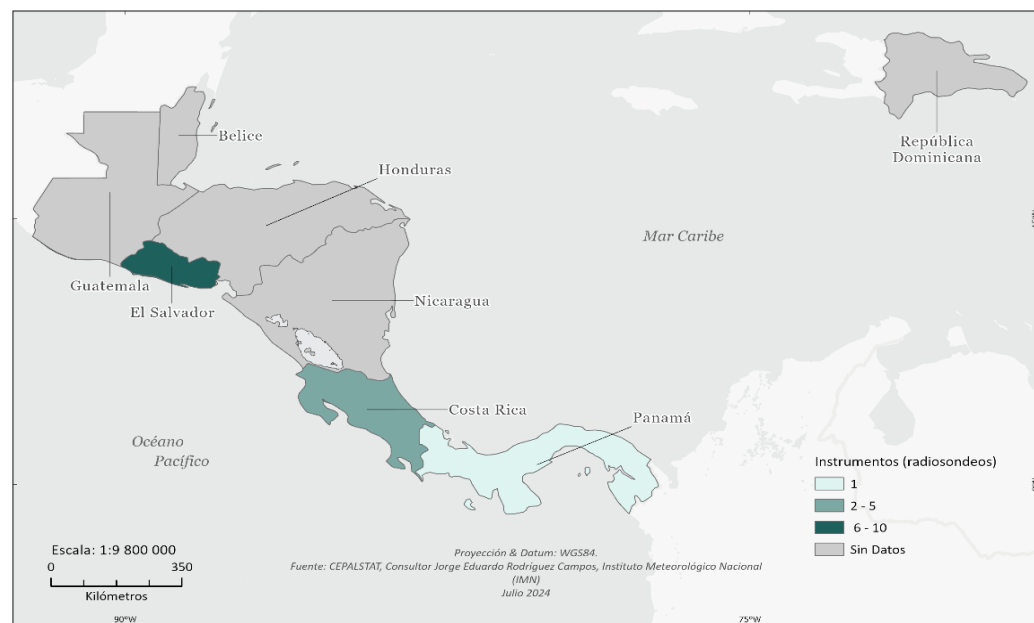 Belice
Honduras
República
Dominicana
Mar Caribe
Guatemala
El Salvador
Nicaragua
Costa Rica
Panamá
Océano
Pacífico
Instrumentos (radiosondeos)
1
2 - 5
6 - 10
Sin Datos
Escala: 1:9 800 000
0 350
Kilómetros
Proyección & Datum: WGS84.
Fuente: CEPALSTAT, Consultor Jorge Eduardo Rodríguez Campos, Instituto Meteorológico Nacional
(IMN)
Julio 2024
90°W
75°W